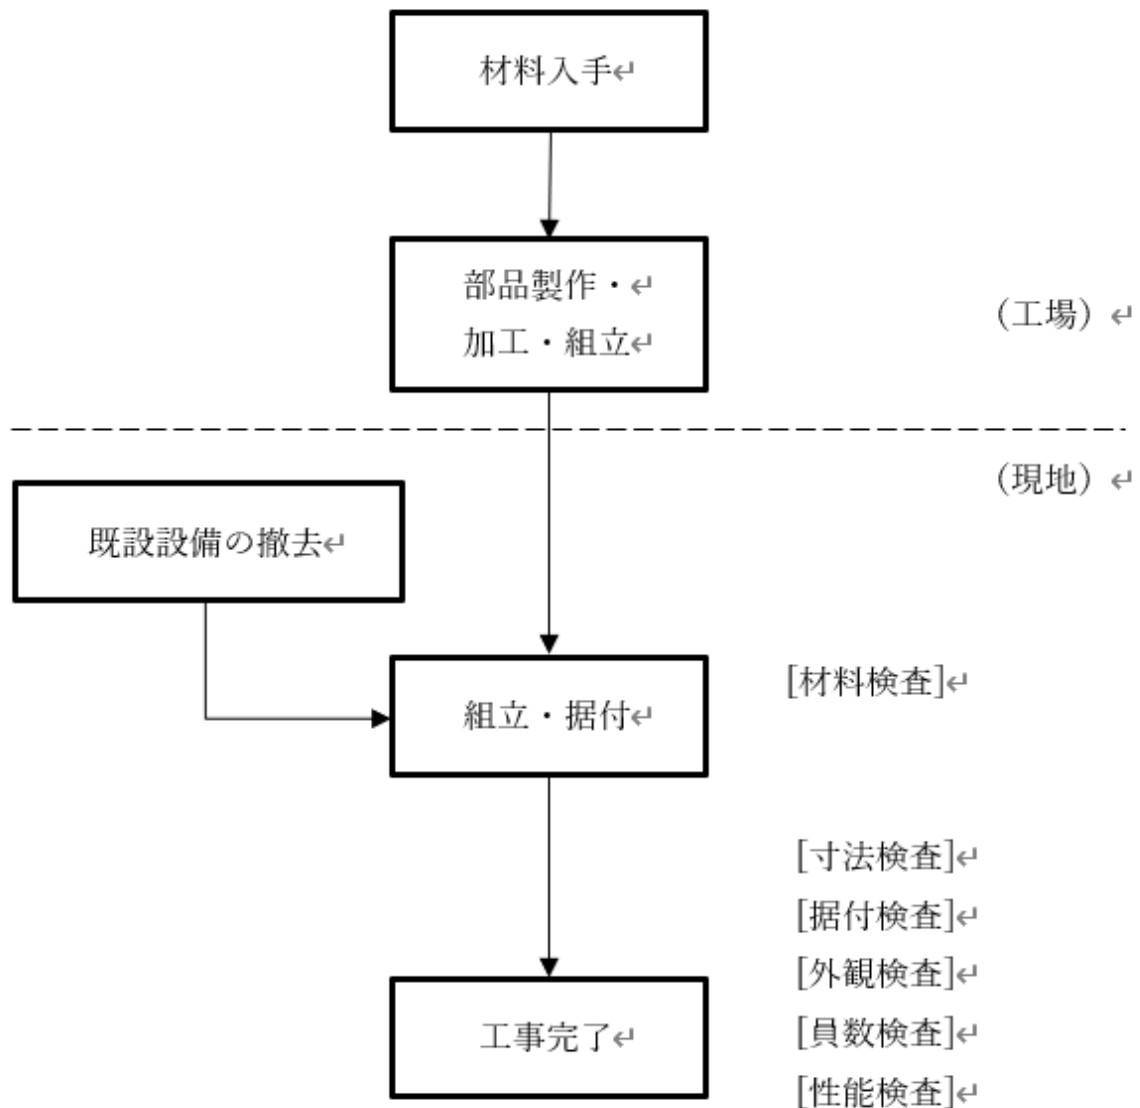 材料入手
部品製作・
加工・組立
（工場）
（現地）
既設設備の撤去
[材料検査]
組立・据付
[寸法検査]
[据付検査]
[外観検査]
[員数検査]
工事完了
[性能検査]